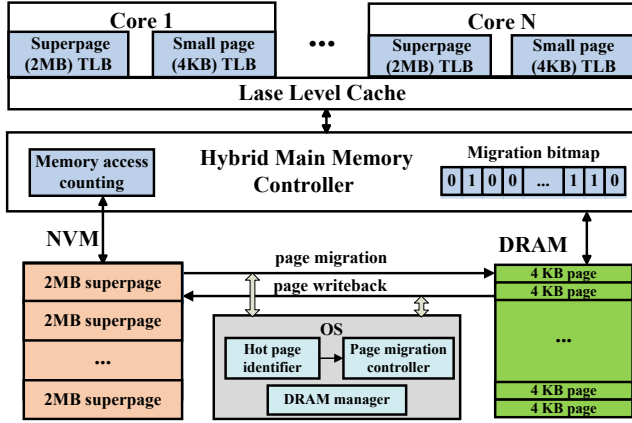 Core 1
Core N
Superpage
(2MB) TLB
Small page
(4KB) TLB
...
Superpage
(2MB) TLB
Small page
(4KB) TLB
Lase Level Cache
Memory access
counting
Hybrid Main Memory
Controller
Migration bitmap
0 1 0 0 ... 1 1 0
NVM
DRAM
page migration
page writeback
2MB superpage
2MB superpage
...
2MB superpage
OS
Hot page
identifier
Page migration
controller
DRAM manager
4 KB page
4 KB page
...
4 KB page
4 KB page